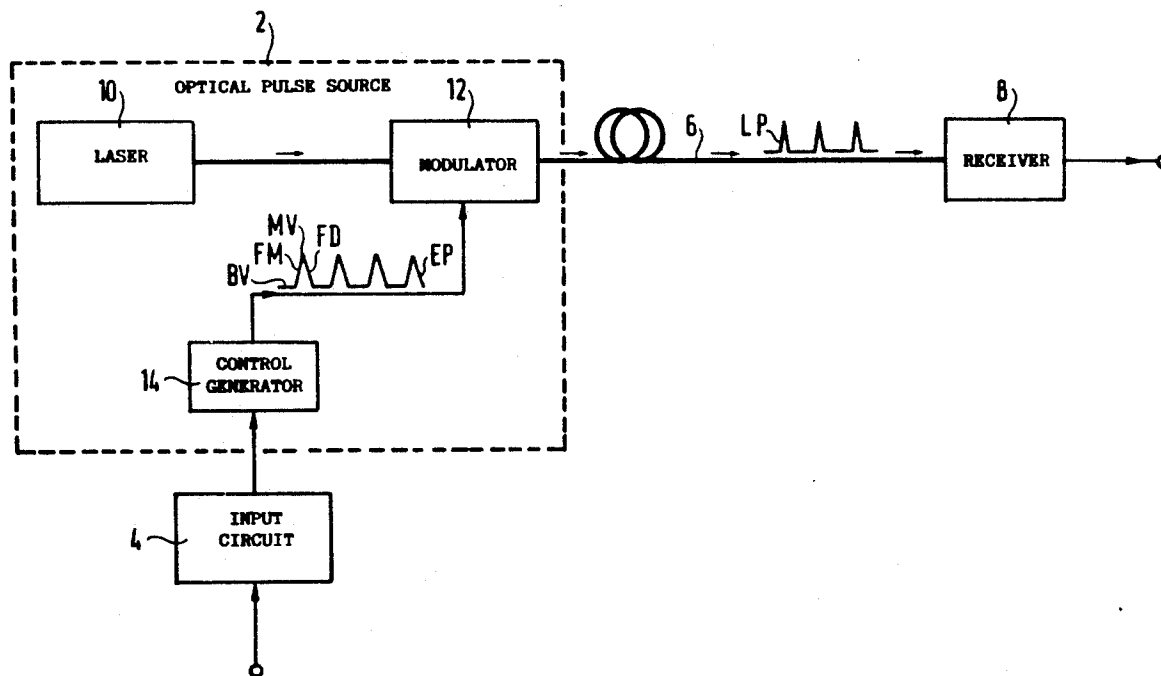 2
OPTICAL PULSE SOURCE
10
12
8
LASER
MODULATOR
6
LP
RECEIVER
MV
FM
FD
EP
BV
CONTROL
GENERATOR
14
INPUT
CIRCUIT
4